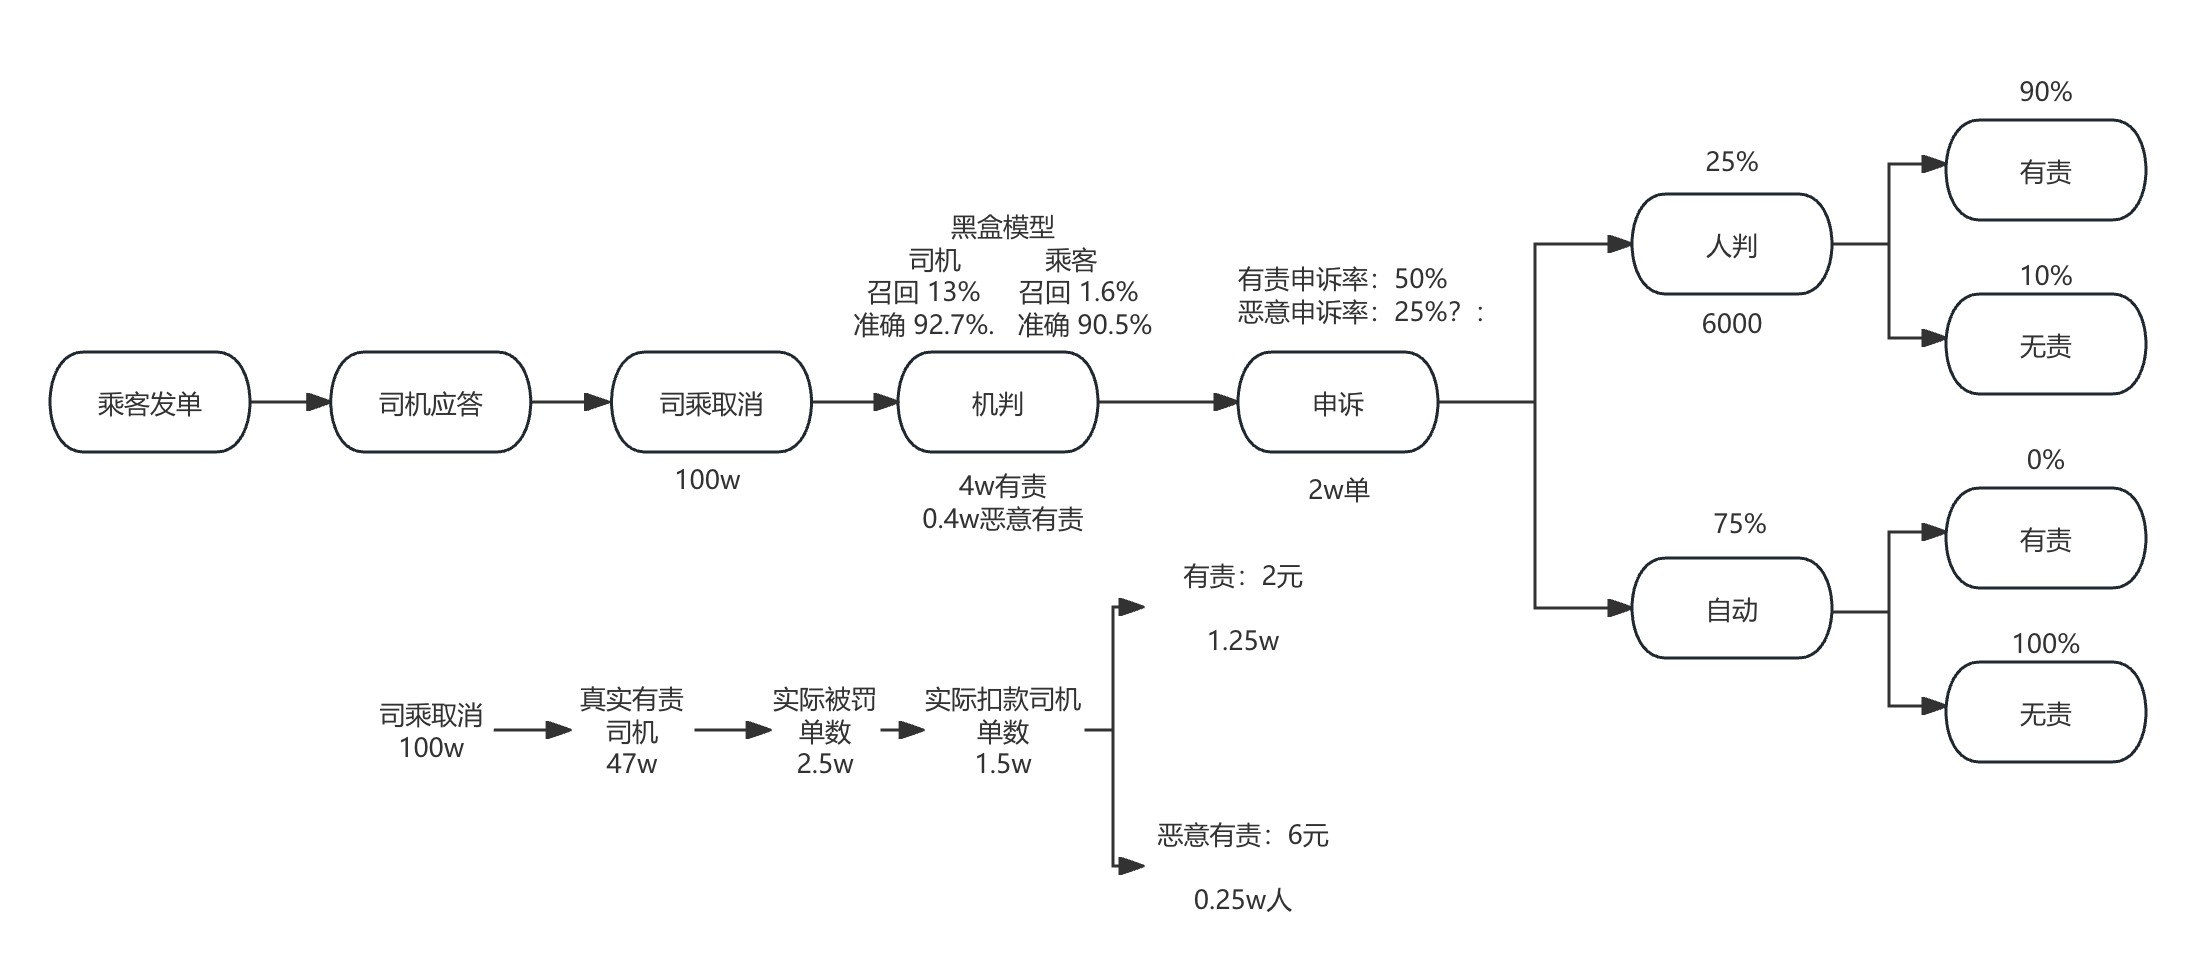 90%
有责
25%
人判
6000
10%
无责
黑盒模型
司机 乘客
召回 13% 召回 1.6%
准确 92.7%. 准确 90.5%
有责申诉率：50%
恶意申诉率：25%？：
乘客发单
司机应答
司乘取消
100w
机判
4w有责
0.4w恶意有责
申诉
2w单
0%
有责
75%
自动
100%
无责
司乘取消
100w
真实有责
司机
47w
实际被罚
单数
2.5w
实际扣款司机
单数
1.5w
有责：2元
1.25w
恶意有责：6元
0.25w人